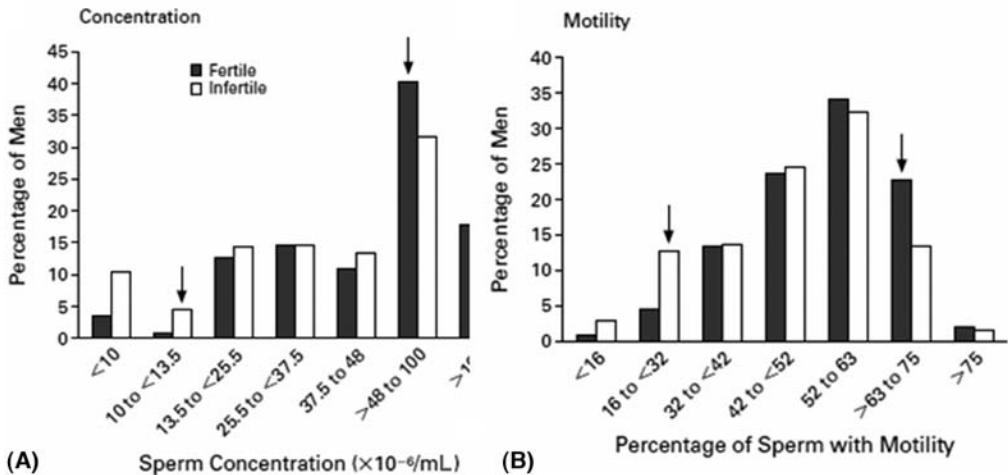 Concentration
45
40
35
30
25
20
15
10
5
0
Percentage of Men
Fertile
Infertile
<10
10 to <13.5
13.5 to <25.5
25.5 to <37.5
37.5 to 48
>48 to 100
(A)
Sperm Concentration (×10⁻⁶/mL)
Motility
40
35
30
25
20
15
10
5
0
Percentage of Men
<16
16 to <32
32 to <42
42 to <52
52 to 63
>63 to 75
>75
(B)
Percentage of Sperm with Motility